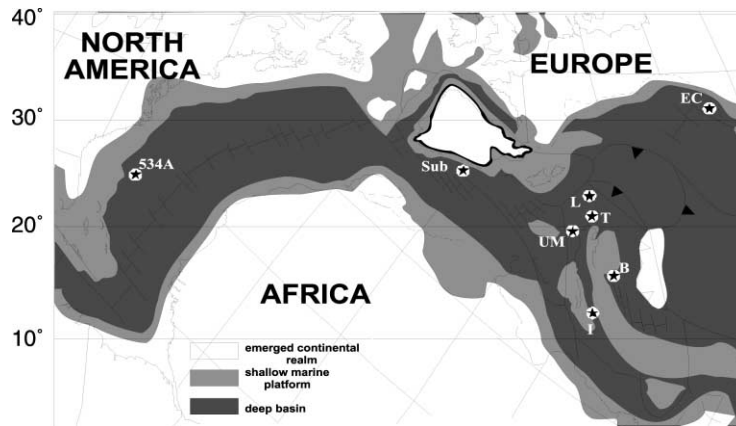 40°
NORTH
AMERICA
EUROPE
30°
EC
534A
Sub
L
T
20°
UM
B
AFRICA
I
10°
emerged continental
realm
shallow marine
platform
deep basin